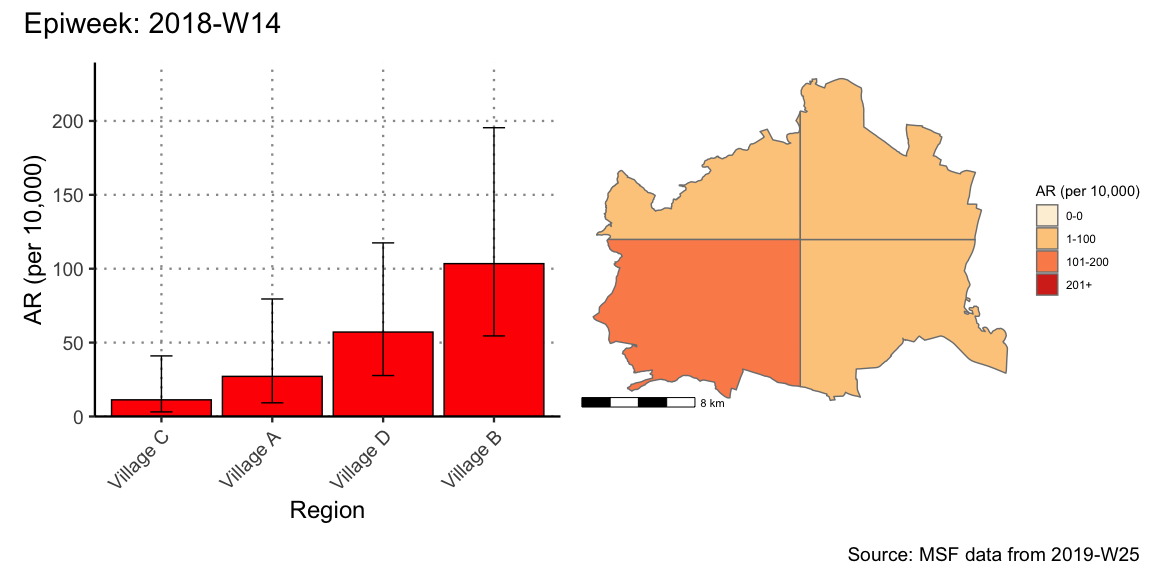 Epiweek: 2018-W14
AR (per 10,000)
200
150
100
50
0
Village C
Village A
Village D
Village B
Region
8 km
AR (per 10,000)
0-0
1-100
101-200
201+
Source: MSF data from 2019-W25